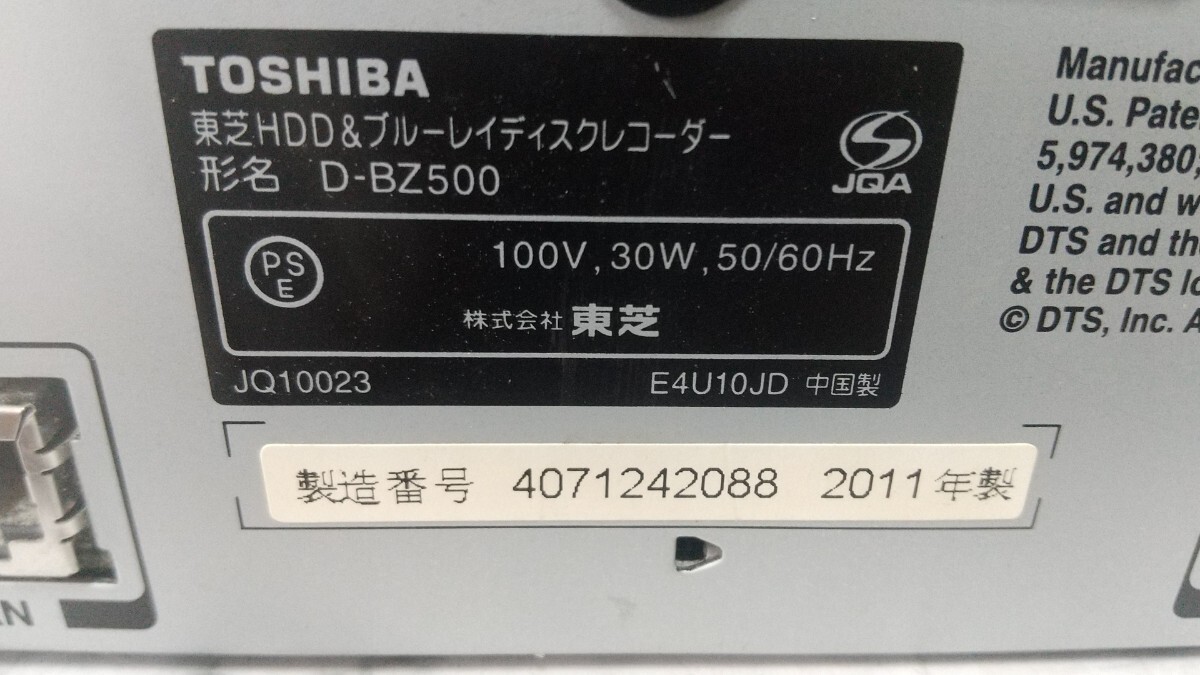 TOSHIBA
東芝HDD&ブルーレイディスクレコーダー
形名 D-BZ500
JQA
PS
E
100V, 30W, 50/60Hz
株式会社 東芝
JQ10023
E4U10JD 中国製
製造番号 4071242088 2011年製
Manufac
U.S. Pate
5,974,380;
U.S. and w
DTS and th
& the DTS lo
© DTS, Inc. A